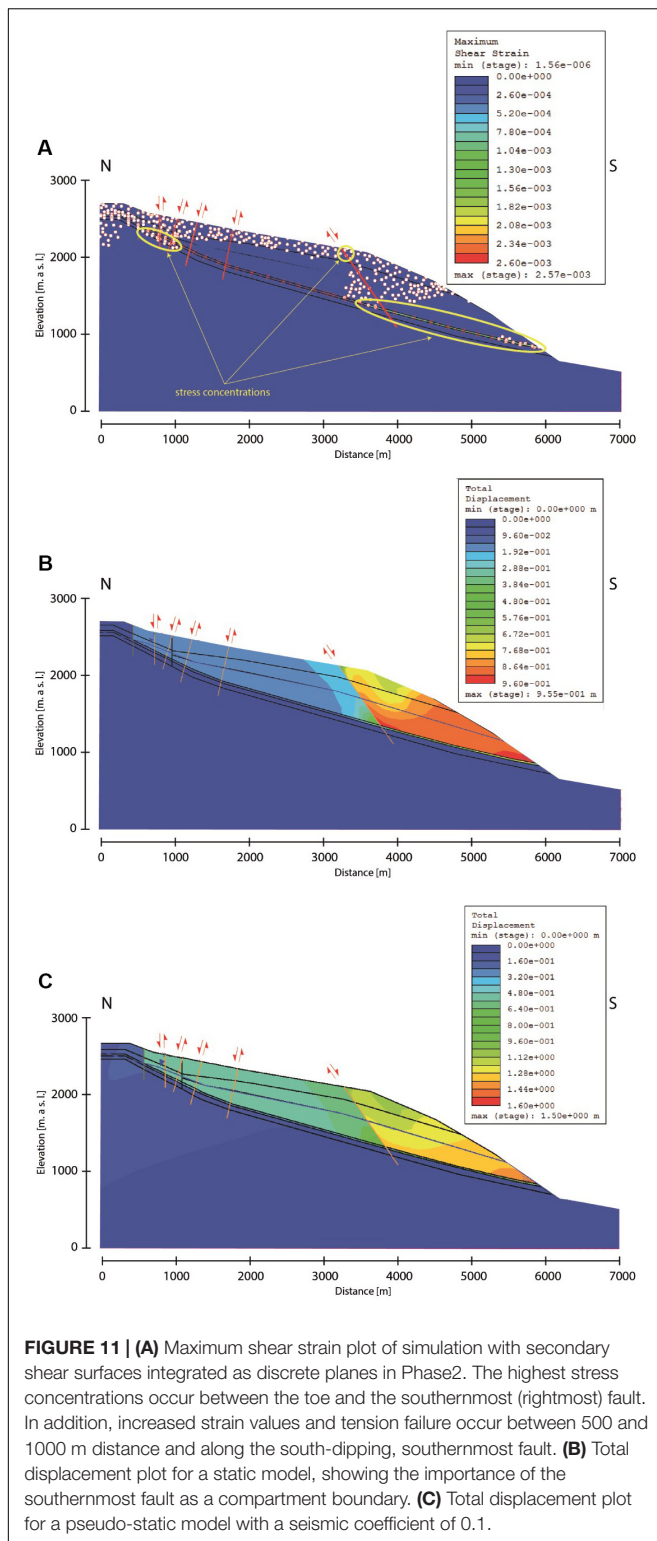 Maximum
Shear Strain
min (stage): 1.56e-006
0.00e+000
2.60e-004
5.20e-004
7.80e-004
1.04e-003
1.30e-003
1.56e-003
1.82e-003
2.08e-003
2.34e-003
2.60e-003
max (stage): 2.57e-003
A
N
S
3000
2000
1000
0
Elevation [m. a. s. l.]
stress concentrations
0
1000
2000
3000
4000
5000
6000
7000
Distance [m]
Total
Displacement
min (stage): 0.00e+000 m
0.00e+000
9.60e-002
1.92e-001
2.88e-001
3.84e-001
4.80e-001
5.76e-001
6.72e-001
7.68e-001
8.64e-001
9.60e-001
max (stage): 9.55e-001 m
B
N
S
3000
2000
1000
0
Elevation [m. a. s. l.]
0
1000
2000
3000
4000
5000
6000
7000
Distance [m]
Total
Displacement
min (stage): 0.00e+000 m
0.00e+000
1.60e-001
3.20e-001
4.80e-001
6.40e-001
8.00e-001
9.60e-001
1.12e+000
1.28e+000
1.44e+000
1.60e+000
max (stage): 1.50e+000 m
C
N
S
3000
2000
1000
0
Elevation [m. a. s. l.]
0
1000
2000
3000
4000
5000
6000
7000
Distance [m]
FIGURE 11 | (A) Maximum shear strain plot of simulation with secondary
shear surfaces integrated as discrete planes in Phase2. The highest stress
concentrations occur between the toe and the southernmost (rightmost) fault.
In addition, increased strain values and tension failure occur between 500 and
1000 m distance and along the south-dipping, southernmost fault. (B) Total
displacement plot for a static model, showing the importance of the
southernmost fault as a compartment boundary. (C) Total displacement plot
for a pseudo-static model with a seismic coefficient of 0.1.